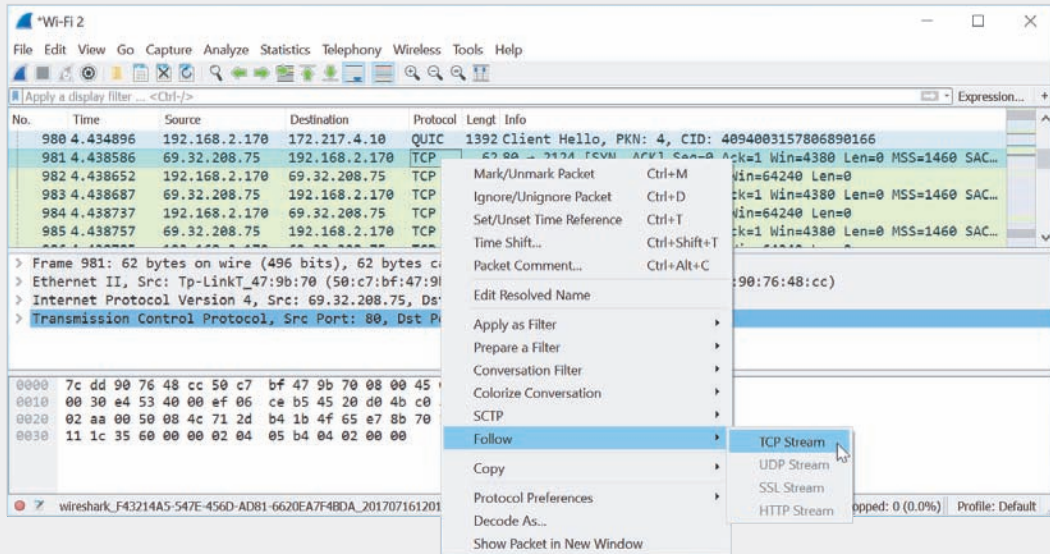 *Wi-Fi 2
File Edit View Go Capture Analyze Statistics Telephony Wireless Tools Help
Apply a display filter ... <Ctrl-/>
Expression... +
No. Time Source Destination Protocol Lengt Info
980 4.434896 192.168.2.170 172.217.4.10 QUIC 1392 Client Hello, PKN: 4, CID: 4094003157806890166
981 4.438586 69.32.208.75 192.168.2.170 TCP 62 80 → 2124 [SYN, ACK] Seq=0 Ack=1 Win=4380 Len=0 MSS=1460 SAC...
982 4.438652 192.168.2.170 69.32.208.75 TCP Win=64240 Len=0
983 4.438687 69.32.208.75 192.168.2.170 TCP ck=1 Win=4380 Len=0 MSS=1460 SAC...
984 4.438737 192.168.2.170 69.32.208.75 TCP Win=64240 Len=0
985 4.438757 69.32.208.75 192.168.2.170 TCP ck=1 Win=4380 Len=0 MSS=1460 SAC...
Frame 981: 62 bytes on wire (496 bits), 62 bytes ca
Ethernet II, Src: Tp-LinkT_47:9b:70 (50:c7:bf:47:9b :90:76:48:cc)
Internet Protocol Version 4, Src: 69.32.208.75, Dst
Transmission Control Protocol, Src Port: 80, Dst Po
0000 7c dd 90 76 48 cc 50 c7 bf 47 9b 70 08 00 45
0010 00 30 e4 53 40 00 ef 06 ce b5 45 20 d0 4b c0
0020 02 aa 00 50 08 4c 71 2d b4 1b 4f 65 e7 8b 70
0030 11 1c 35 60 00 00 02 04 05 b4 04 02 00 00
wireshark_F43214A5-547E-456D-AD81-6620EA7F4BDA_201707161201 opped: 0 (0.0%) Profile: Default
Mark/Unmark Packet Ctrl+M
Ignore/Unignore Packet Ctrl+D
Set/Unset Time Reference Ctrl+T
Time Shift... Ctrl+Shift+T
Packet Comment... Ctrl+Alt+C
Edit Resolved Name
Apply as Filter
Prepare a Filter
Conversation Filter
Colorize Conversation
SCTP
Follow
Copy
Protocol Preferences
Decode As...
Show Packet in New Window
TCP Stream
UDP Stream
SSL Stream
HTTP Stream